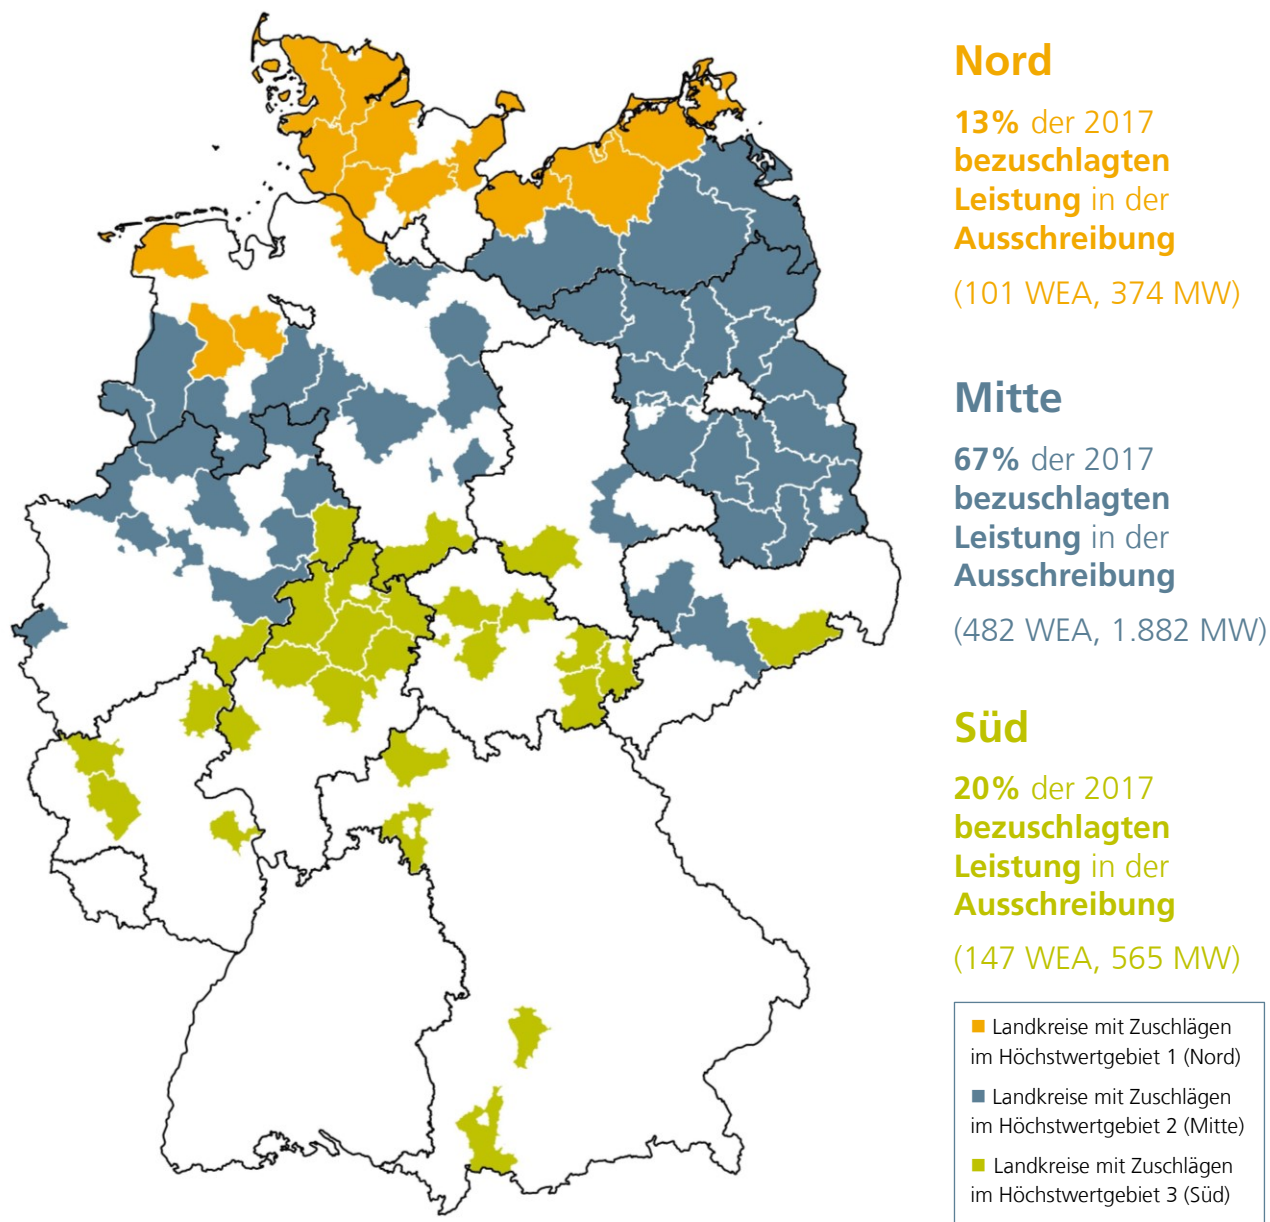 Nord
13% der 2017
bezuschlagten
Leistung in der
Ausschreibung
(101 WEA, 374 MW)
Mitte
67% der 2017
bezuschlagten
Leistung in der
Ausschreibung
(482 WEA, 1.882 MW)
Süd
20% der 2017
bezuschlagten
Leistung in der
Ausschreibung
(147 WEA, 565 MW)
Landkreise mit Zuschlägen
im Höchstwertgebiet 1 (Nord)
Landkreise mit Zuschlägen
im Höchstwertgebiet 2 (Mitte)
Landkreise mit Zuschlägen
im Höchstwertgebiet 3 (Süd)